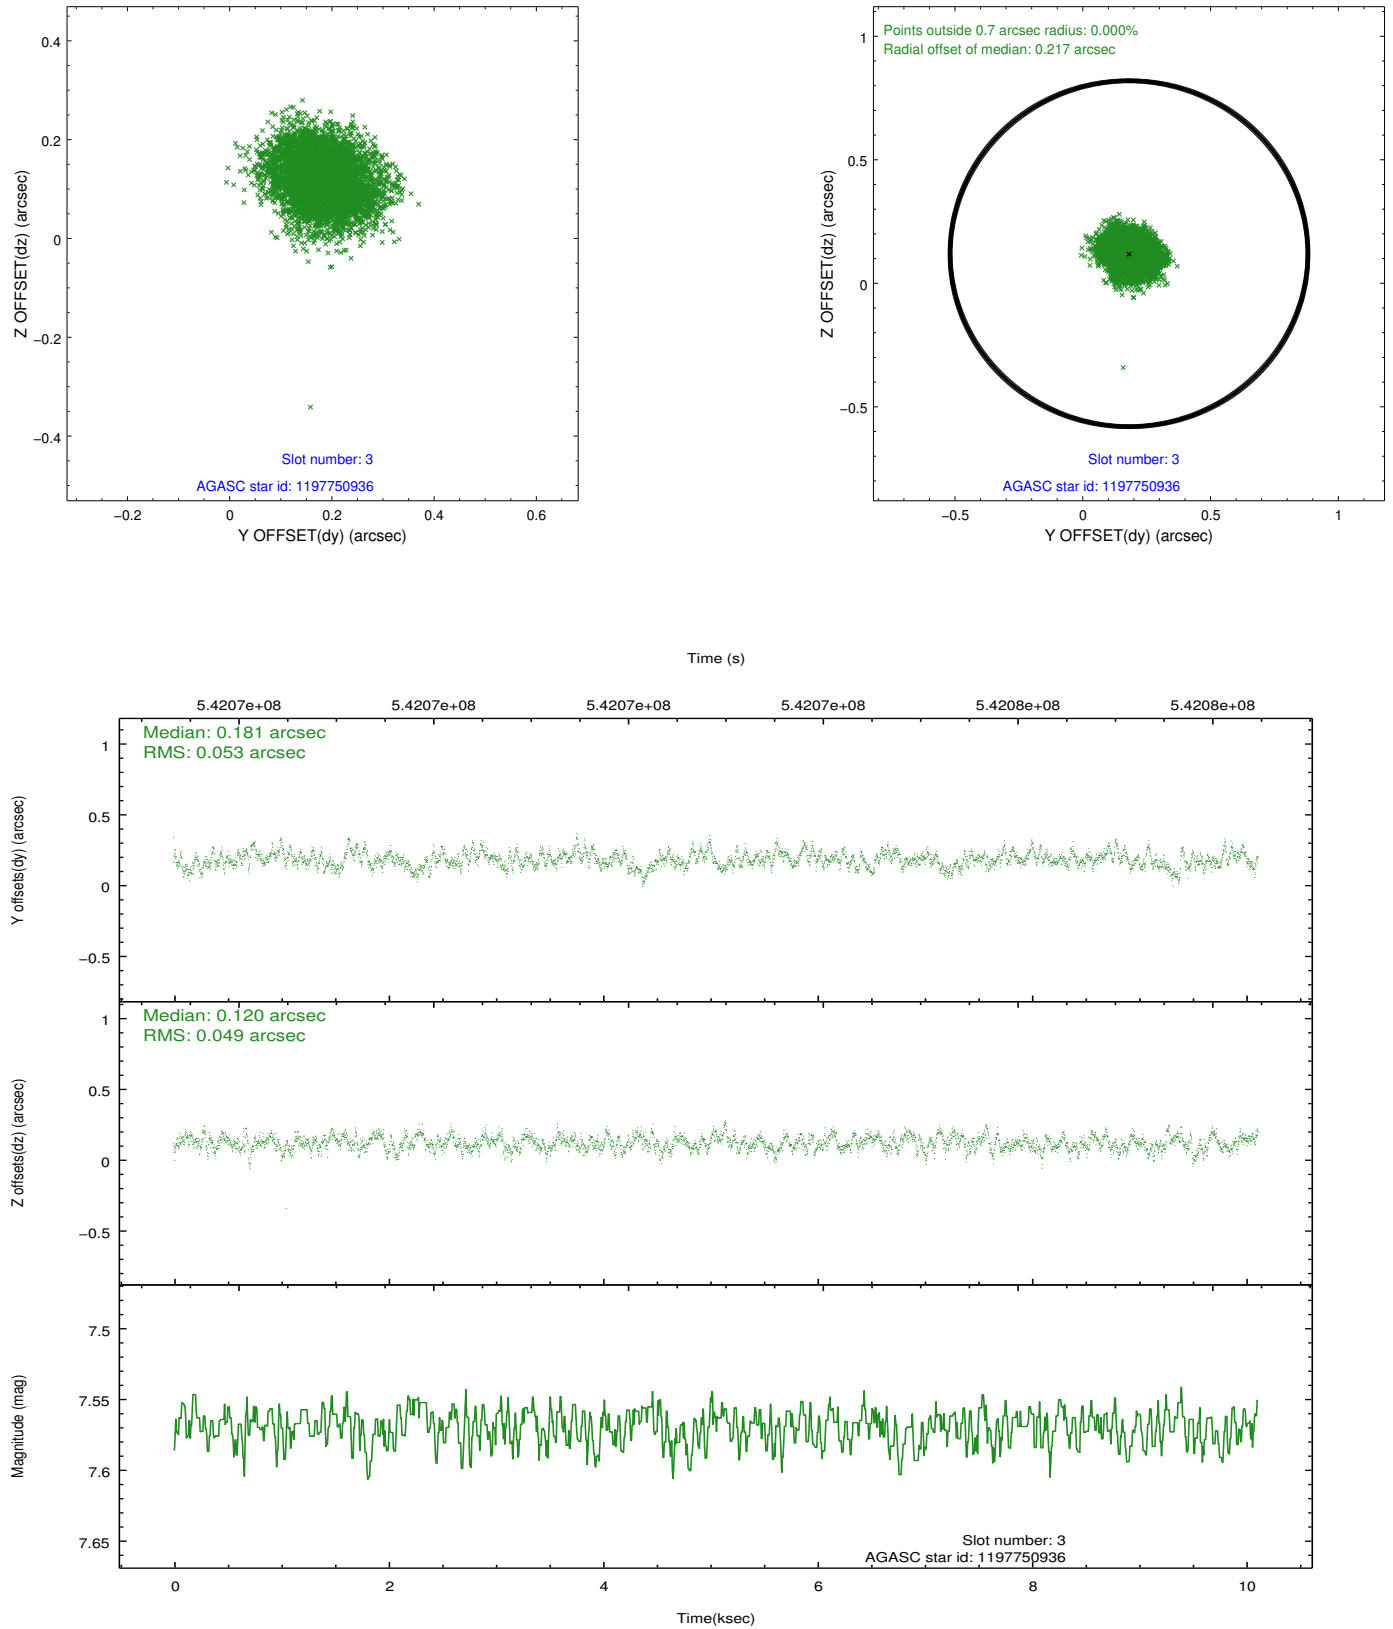 0.4
0.2
0
−0.2
−0.4
Z OFFSET(dz) (arcsec)
Slot number: 3
AGASC star id: 1197750936
−0.2
0
0.2
0.4
0.6
Y OFFSET(dy) (arcsec)
Points outside 0.7 arcsec radius: 0.000%
Radial offset of median: 0.217 arcsec
1
0.5
0
−0.5
Z OFFSET(dz) (arcsec)
Slot number: 3
AGASC star id: 1197750936
−0.5
0
0.5
1
Y OFFSET(dy) (arcsec)
Time (s)
5.4207e+08
5.4207e+08
5.4207e+08
5.4207e+08
5.4208e+08
5.4208e+08
Median: 0.181 arcsec
RMS: 0.053 arcsec
1
0.5
0
−0.5
Y offsets(dy) (arcsec)
Median: 0.120 arcsec
RMS: 0.049 arcsec
1
0.5
0
−0.5
Z offsets(dz) (arcsec)
7.5
7.55
7.6
7.65
Magnitude (mag)
Slot number: 3
AGASC star id: 1197750936
0
2
4
6
8
10
Time(ksec)